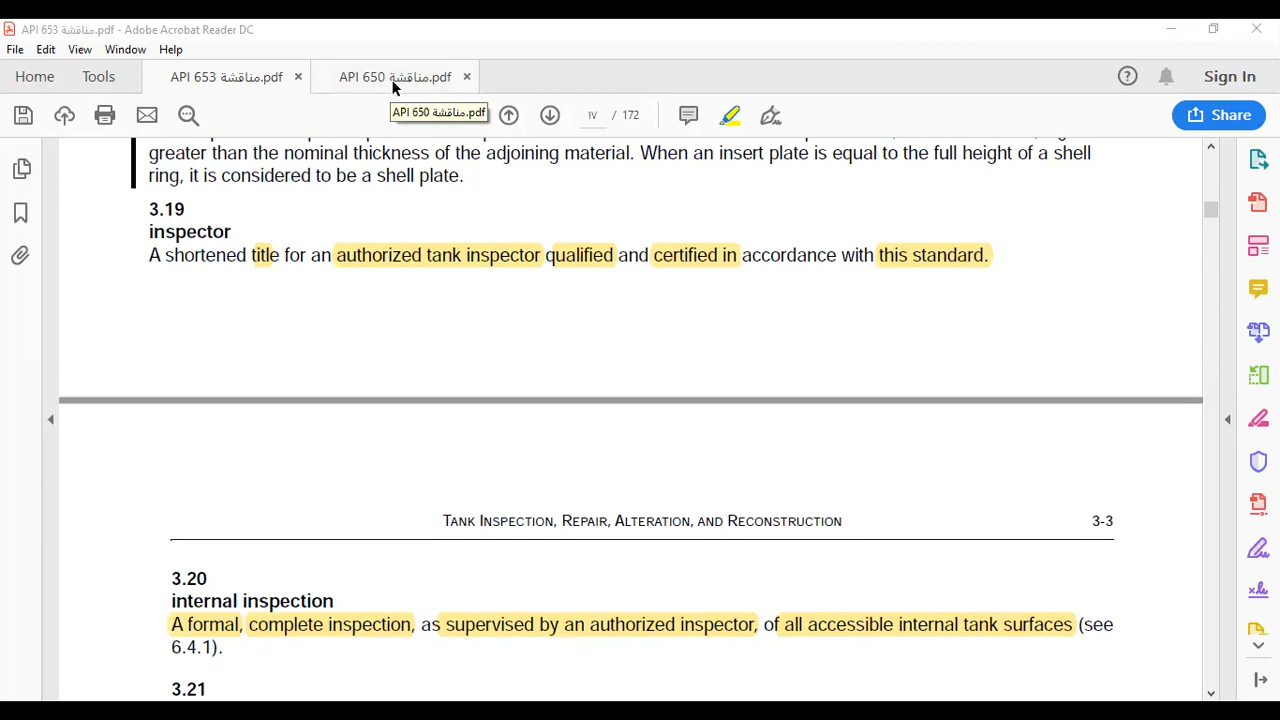 API 653 مناقشة.pdf - Adobe Acrobat Reader DC
File Edit View Window Help
Home Tools API 653 مناقشة.pdf × API 650 مناقشة.pdf × Sign In
API 650 مناقشة.pdf
١٧ / 172 Share
greater than the nominal thickness of the adjoining material. When an insert plate is equal to the full height of a shell
ring, it is considered to be a shell plate.
3.19
inspector
A shortened title for an authorized tank inspector qualified and certified in accordance with this standard.
TANK INSPECTION, REPAIR, ALTERATION, AND RECONSTRUCTION 3-3
3.20
internal inspection
A formal, complete inspection, as supervised by an authorized inspector, of all accessible internal tank surfaces (see
6.4.1).
3.21